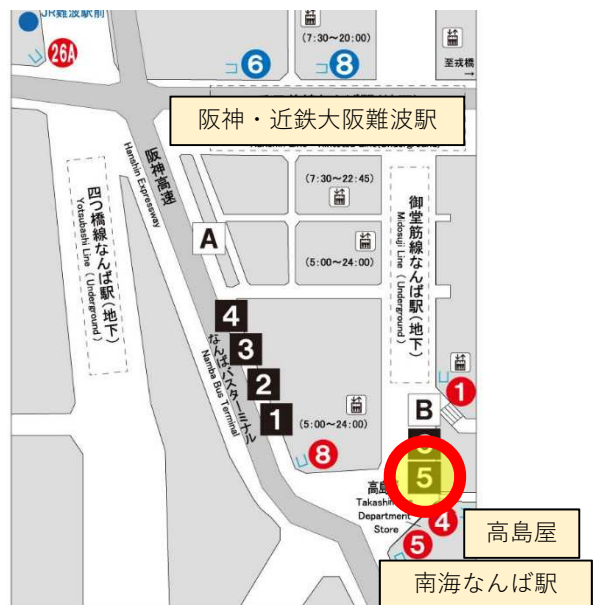 JR難波駅前
26A
6
(7:30〜20:00)
8
至戎橋
→
阪神・近鉄大阪難波駅
阪神高速
Hanshin Expressway
四つ橋線なんば駅(地下)
Yotsubashi Line (Underground)
(7:30〜22:45)
御堂筋線なんば駅(地下)
Midosuji Line (Underground)
A
(5:00〜24:00)
4
3
2
1
なんばバスターミナル
Namba Bus Terminal
(5:00〜24:00)
8
1
B
5
高島
Takashi
Department
Store
4
5
高島屋
南海なんば駅